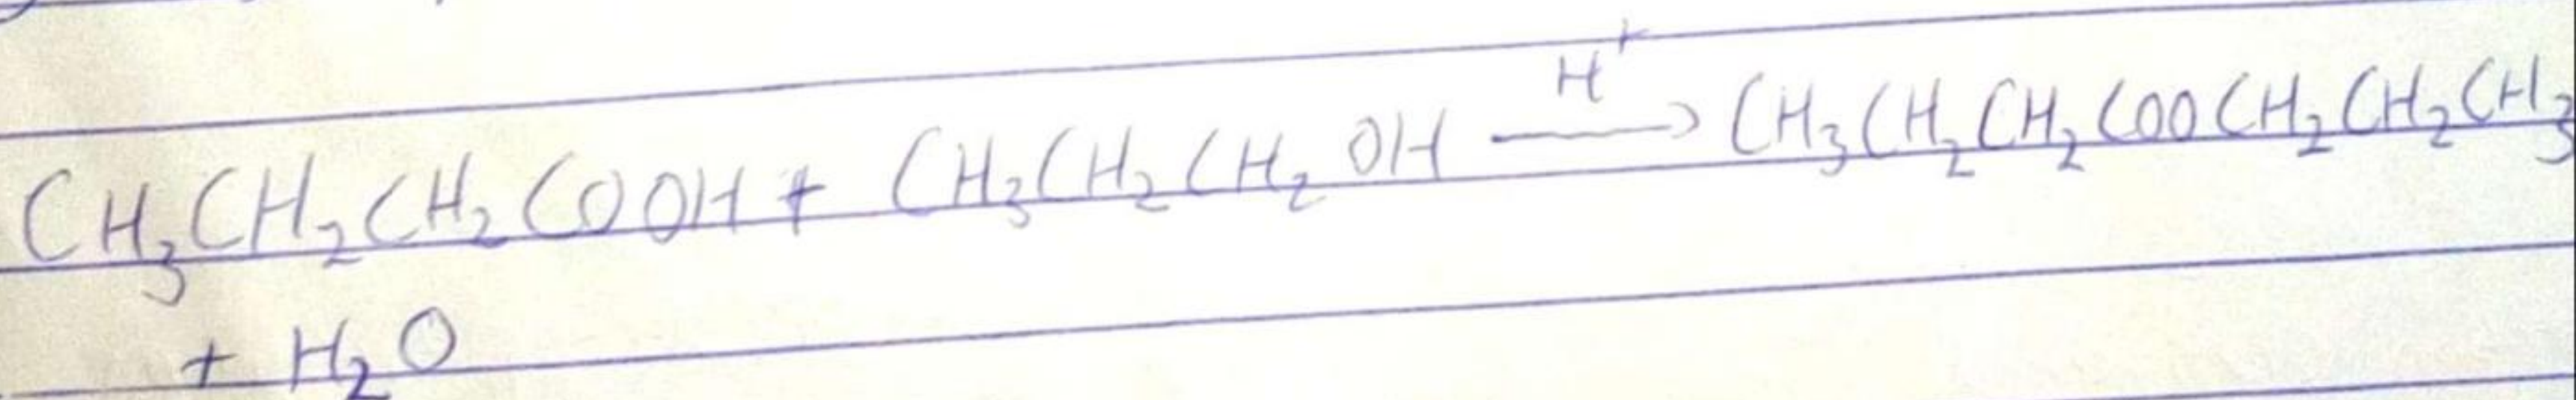 CH₃CH₂CH₂COOH + CH₃CH₂CH₂OH —H⁺→ CH₃CH₂CH₂COOCH₂CH₂CH₃
+ H₂O